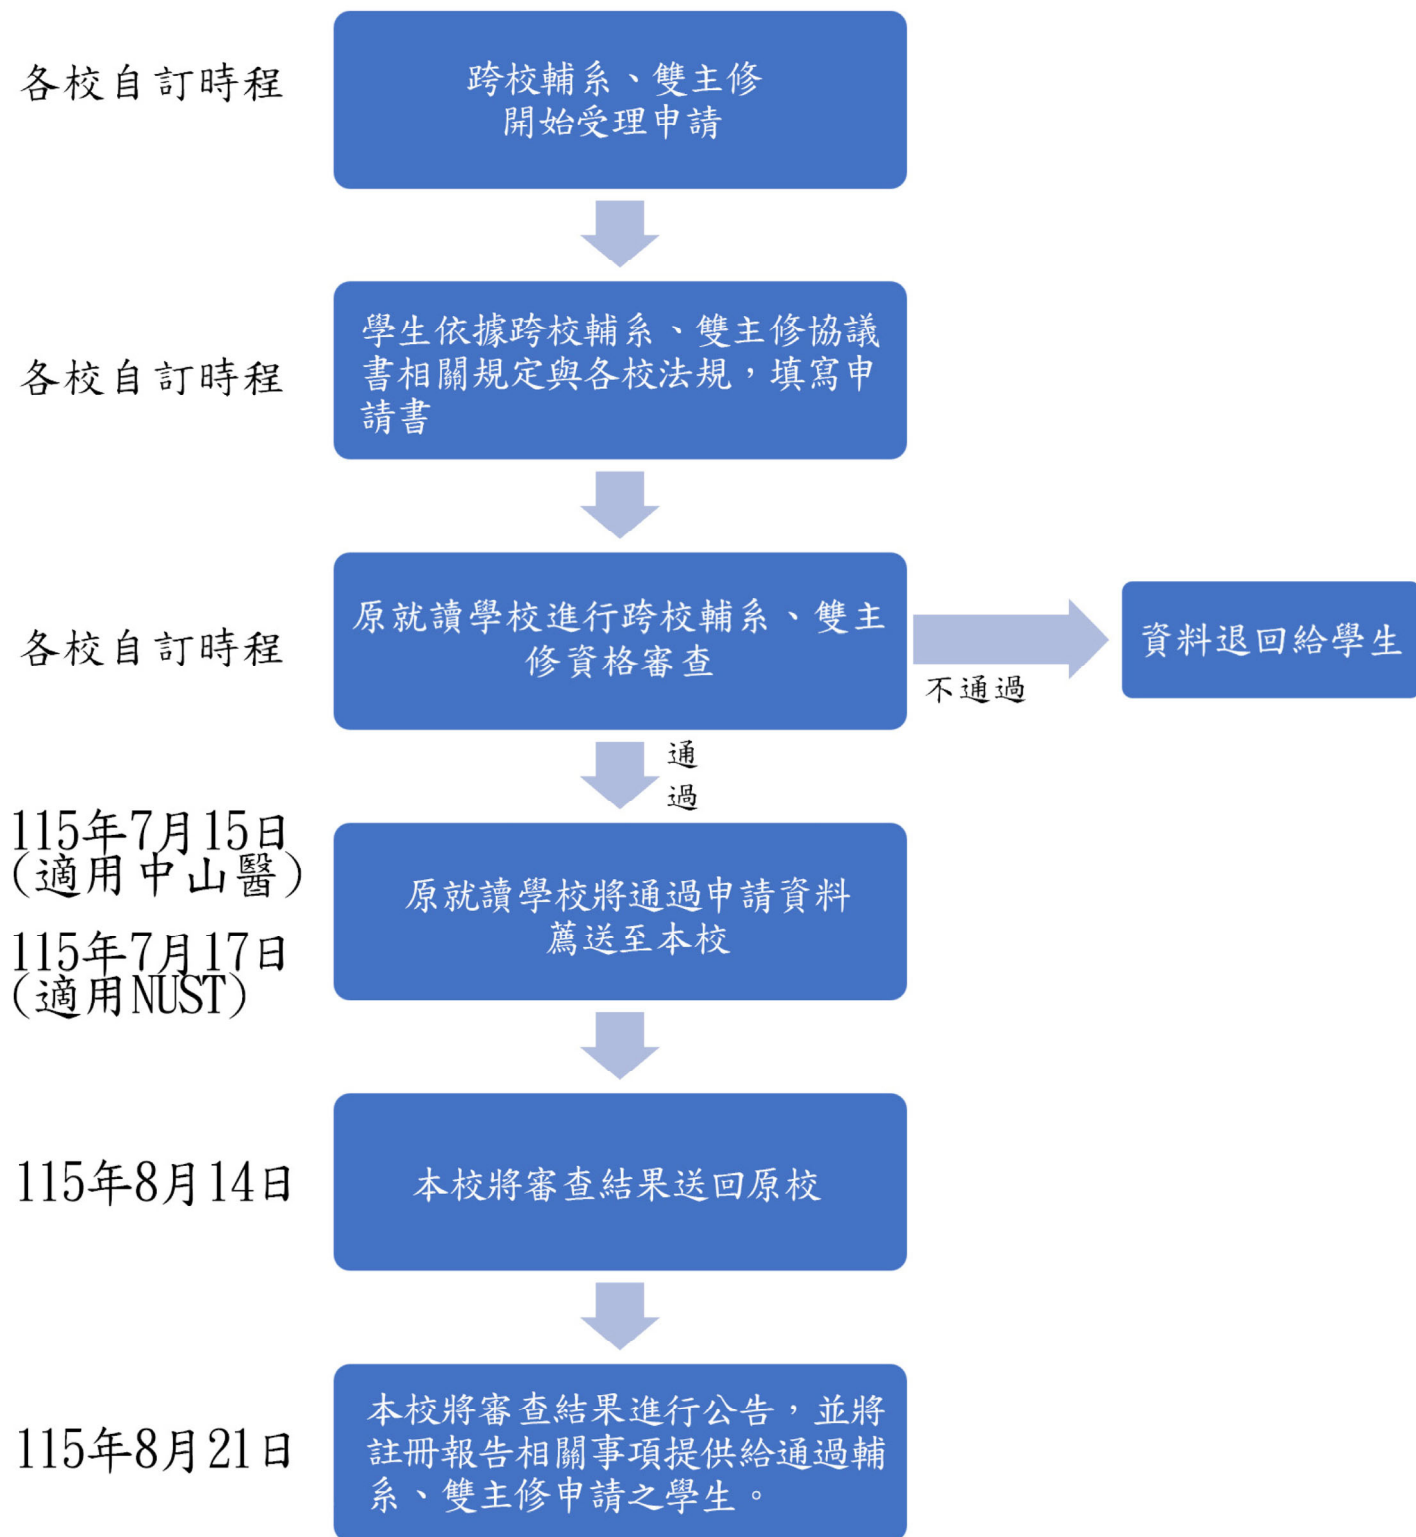 各校自訂時程
跨校輔系、雙主修
開始受理申請
各校自訂時程
學生依據跨校輔系、雙主修協議
書相關規定與各校法規，填寫申
請書
各校自訂時程
原就讀學校進行跨校輔系、雙主
修資格審查
不通過
資料退回給學生
通
過
115年7月15日
(適用中山醫)
115年7月17日
(適用NUST)
原就讀學校將通過申請資料
薦送至本校
115年8月14日
本校將審查結果送回原校
115年8月21日
本校將審查結果進行公告，並將
註冊報告相關事項提供給通過輔
系、雙主修申請之學生。